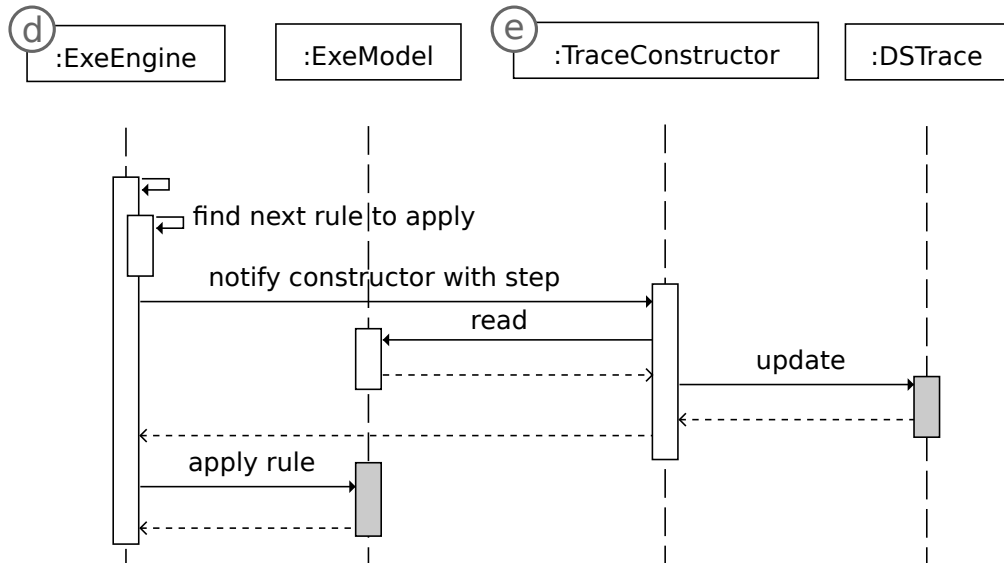 d
:ExeEngine
:ExeModel
e
:TraceConstructor
:DSTrace
find next rule to apply
notify constructor with step
read
update
apply rule